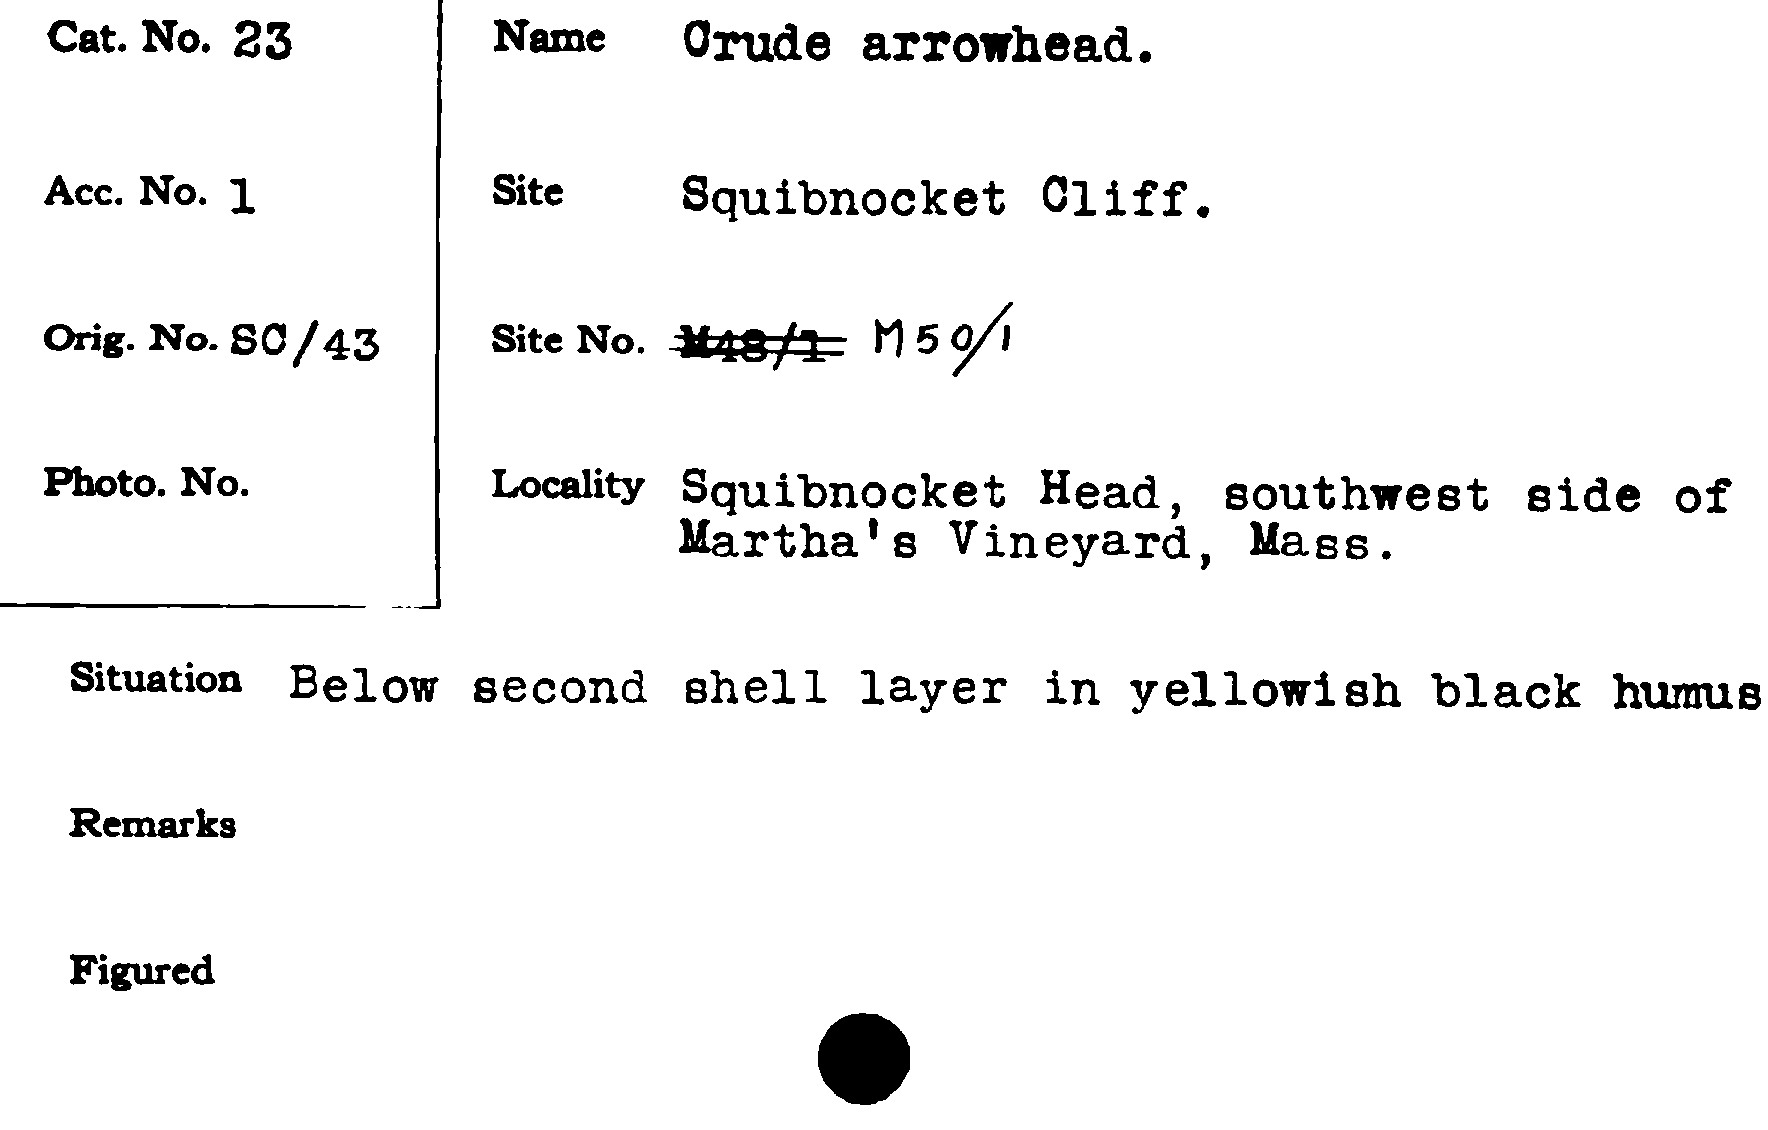 Cat. No. 23
Name Crude arrowhead.
Acc. No. 1
Site Squibnocket Cliff.
Orig. No. SC/43
Site No. M48/1 M50/1
Photo. No.
Locality Squibnocket Head, southwest side of
Martha's Vineyard, Mass.
Situation Below second shell layer in yellowish black humus
Remarks
Figured